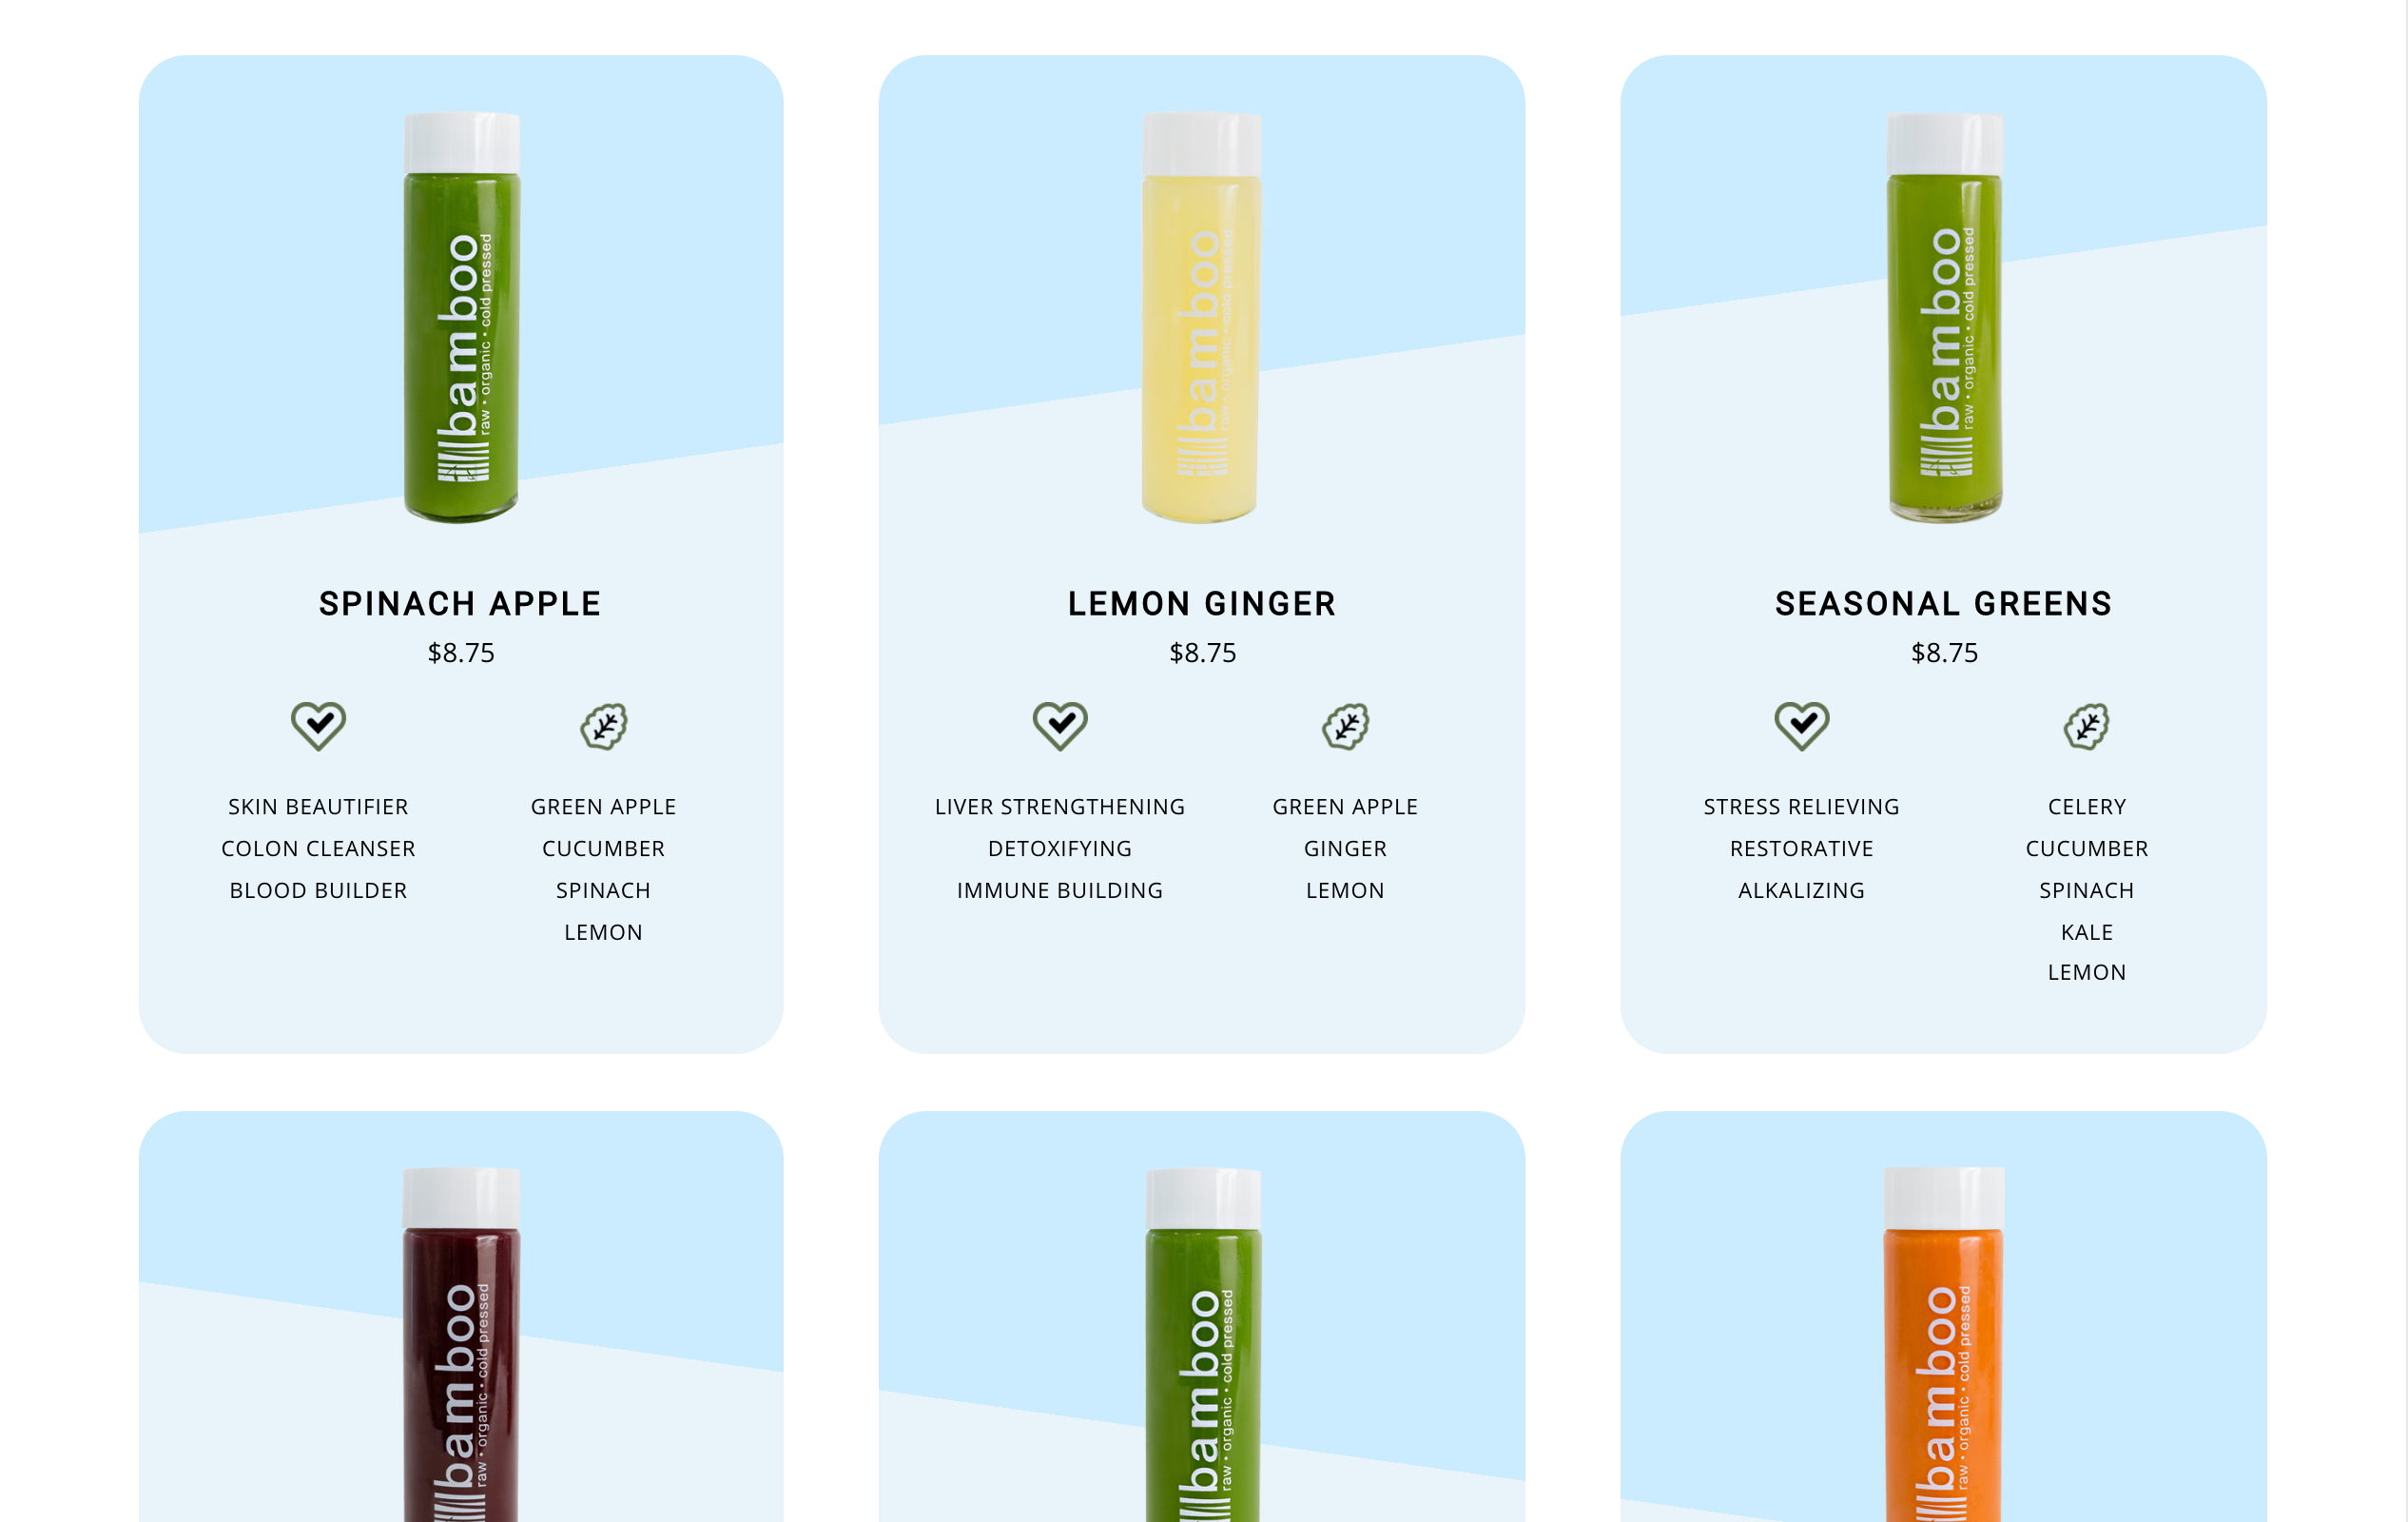 bamboo
raw • organic • cold pressed
bamboo
raw • organic • cold pressed
bamboo
raw • organic • cold pressed
SPINACH APPLE
$8.75
SKIN BEAUTIFIER
COLON CLEANSER
BLOOD BUILDER
GREEN APPLE
CUCUMBER
SPINACH
LEMON
LEMON GINGER
$8.75
LIVER STRENGTHENING
DETOXIFYING
IMMUNE BUILDING
GREEN APPLE
GINGER
LEMON
SEASONAL GREENS
$8.75
STRESS RELIEVING
RESTORATIVE
ALKALIZING
CELERY
CUCUMBER
SPINACH
KALE
LEMON
bamboo
raw • organic • cold pressed
bamboo
raw • organic • cold pressed
bamboo
raw • organic • cold pressed